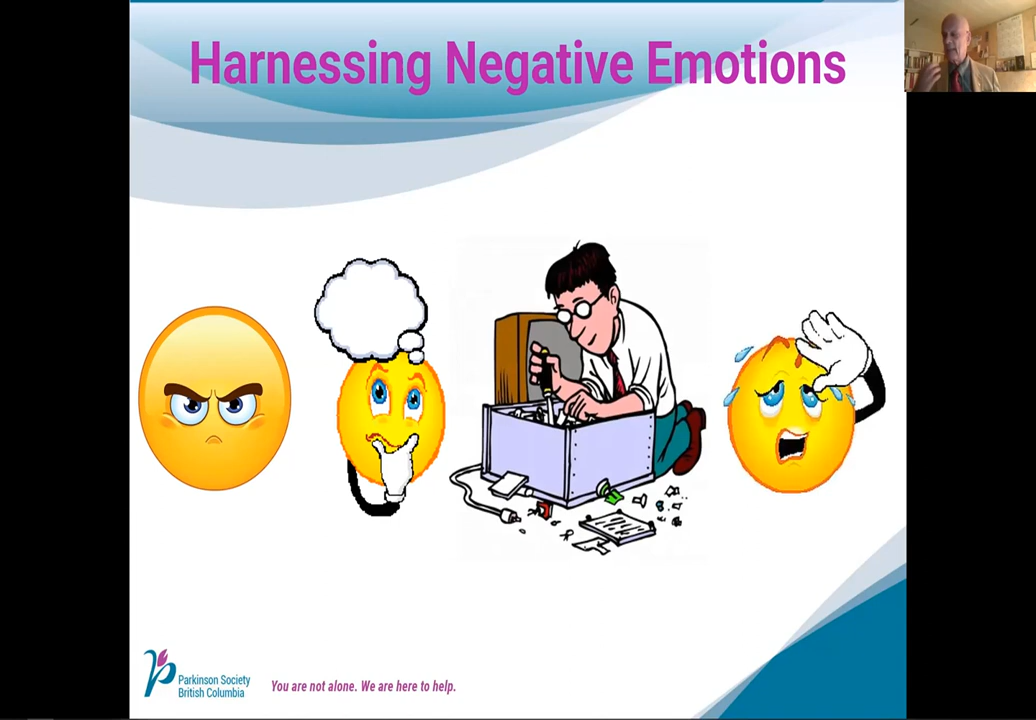 Harnessing Negative Emotions
Parkinson Society
British Columbia
You are not alone. We are here to help.